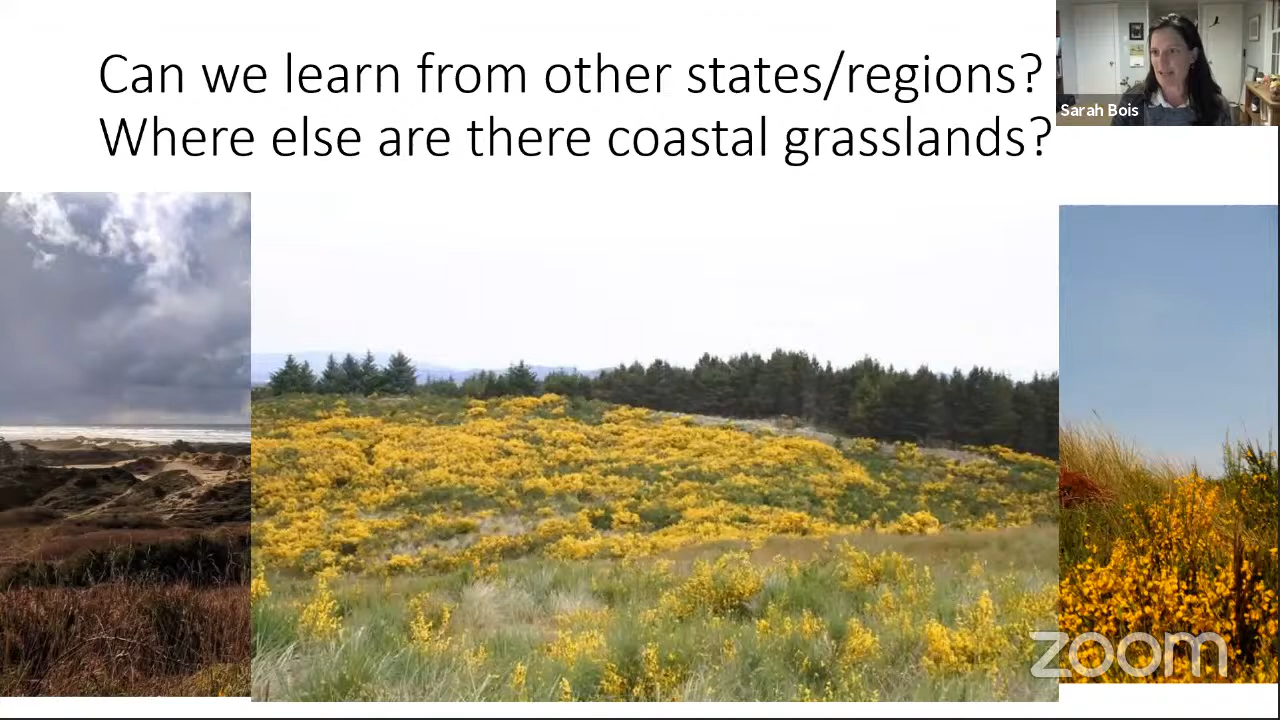 Can we learn from other states/regions?
Where else are there coastal grasslands?
Sarah Bois
zoom